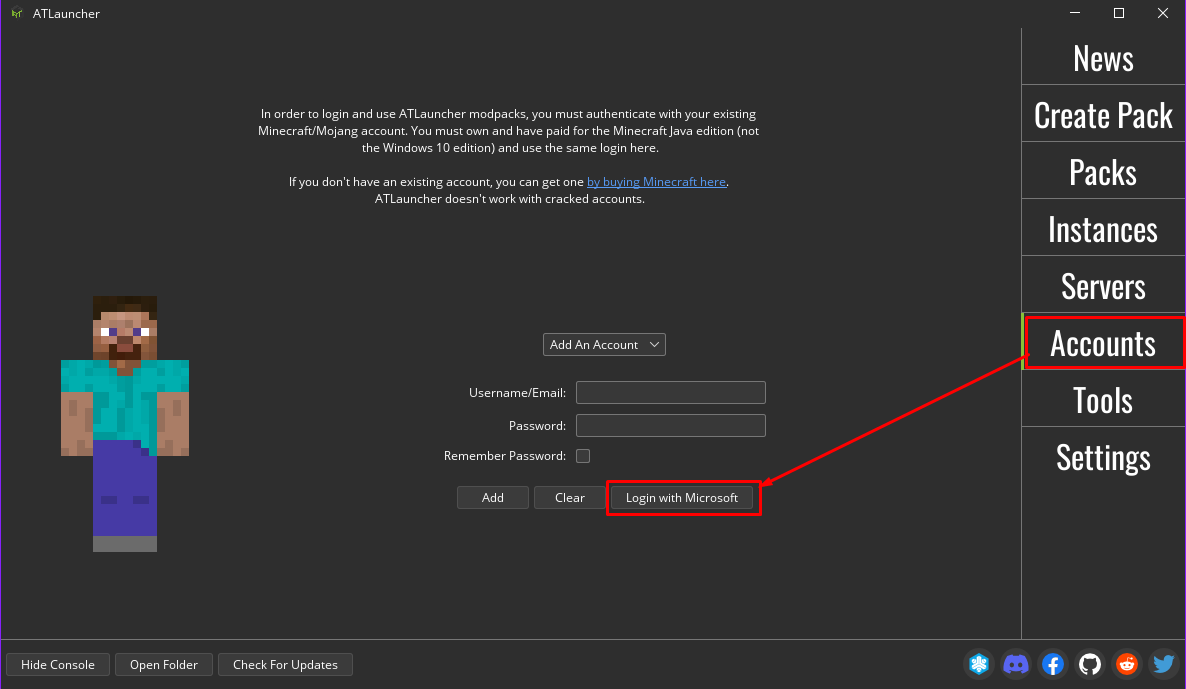 ATLauncher
News
Create Pack
Packs
Instances
Servers
Accounts
Tools
Settings
In order to login and use ATLauncher modpacks, you must authenticate with your existing
Minecraft/Mojang account. You must own and have paid for the Minecraft Java edition (not
the Windows 10 edition) and use the same login here.
If you don't have an existing account, you can get one by buying Minecraft here.
ATLauncher doesn't work with cracked accounts.
Add An Account
Username/Email:
Password:
Remember Password:
Add Clear Login with Microsoft
Hide Console Open Folder Check For Updates